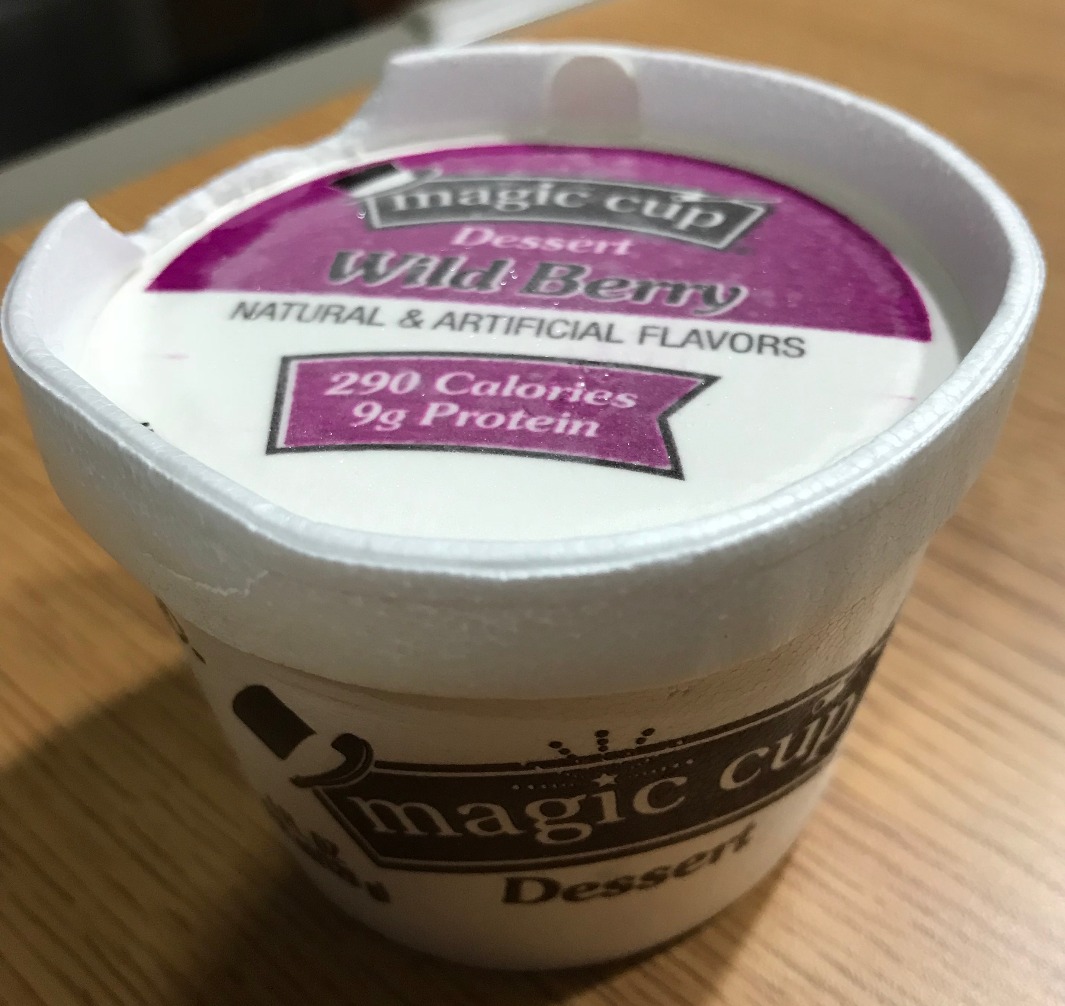 magic cup
Dessert
Wild Berry
NATURAL & ARTIFICIAL FLAVORS
290 Calories
9g Protein
magic cup
Dessert